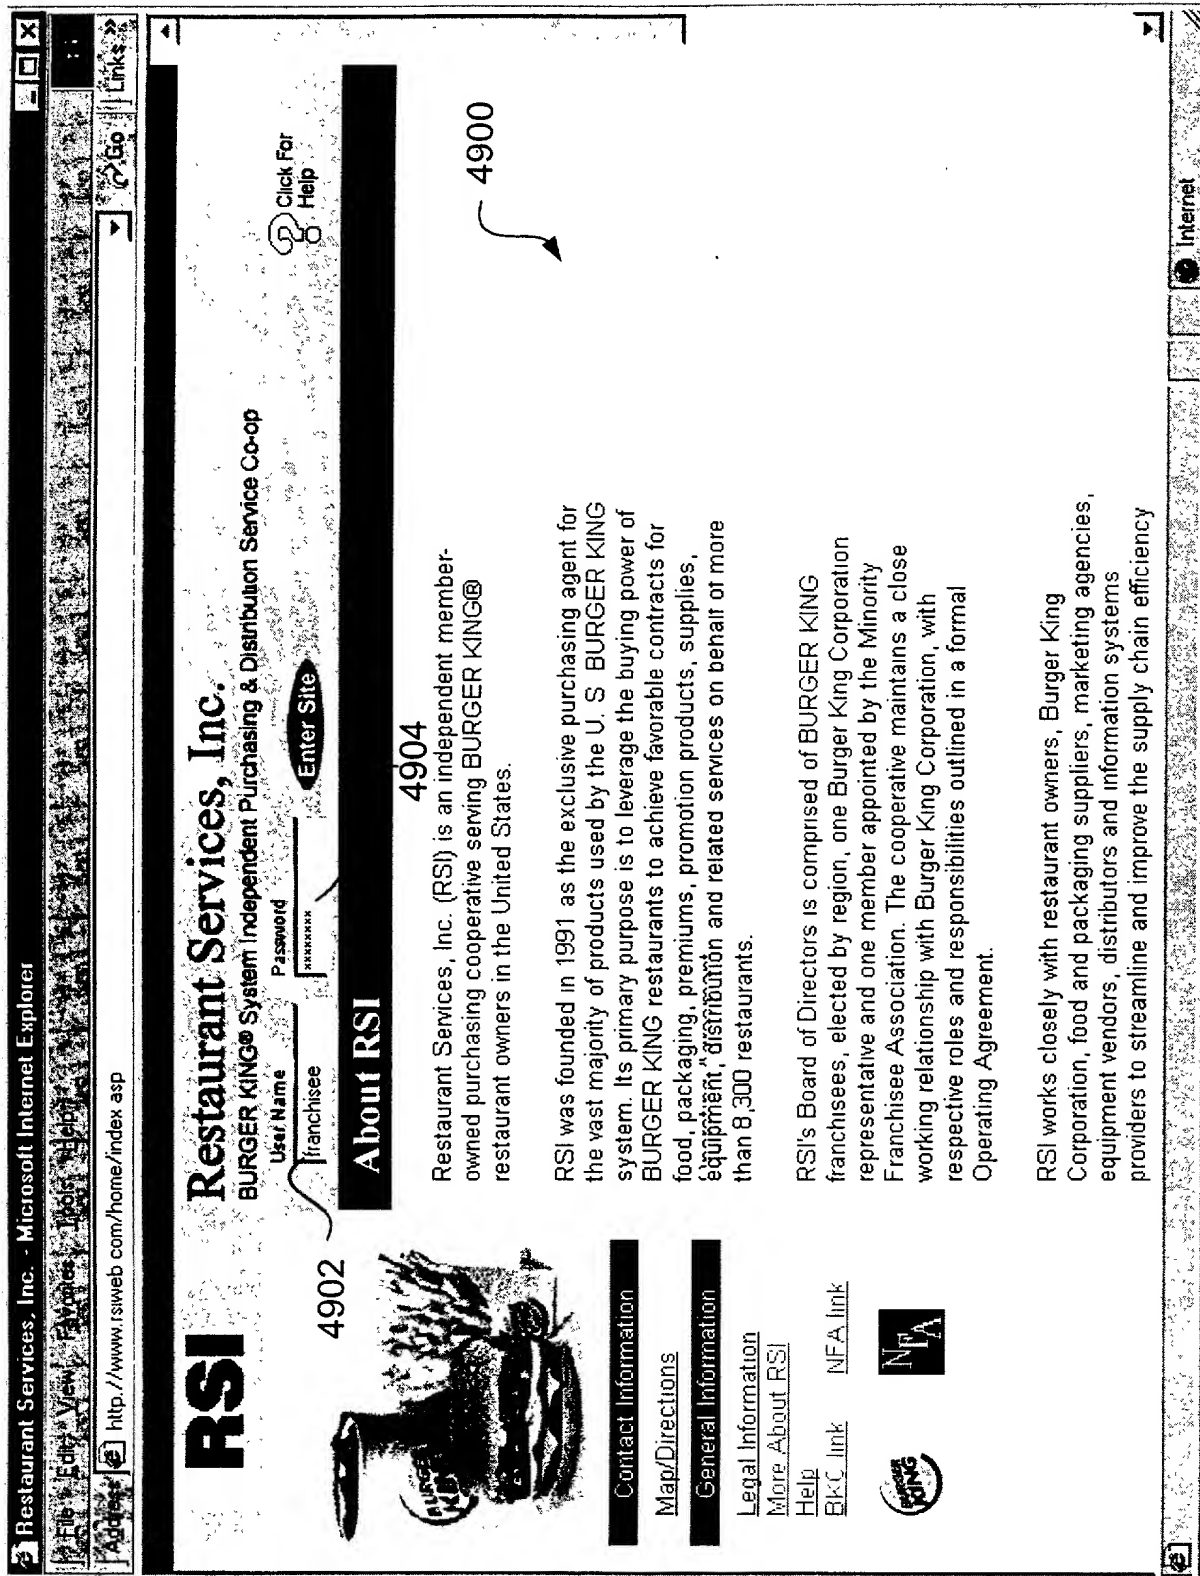 Restaurant Services, Inc. - Microsoft Internet Explorer
File Edit View Favorites Tools Help
Address http://www.rsiweb com/home/index asp Go Links »
RSI
Restaurant Services, Inc.
BURGER KING® System Independent Purchasing & Distribution Service Co-op
User Name Password
franchisee xxxxxxxx Enter Site
Click For
Help
4902
4904
4900
About RSI
Restaurant Services, Inc. (RSI) is an independent member-
owned purchasing cooperative serving BURGER KING®
restaurant owners in the United States.
RSI was founded in 1991 as the exclusive purchasing agent for
the vast majority of products used by the U. S BURGER KING
system. Its primary purpose is to leverage the buying power of
BURGER KING restaurants to achieve favorable contracts for
food, packaging, premiums, promotion products, supplies,
equipment, distribution and related services on behalf of more
than 8,300 restaurants.
RSI's Board of Directors is comprised of BURGER KING
franchisees, elected by region, one Burger King Corporation
representative and one member appointed by the Minority
Franchisee Association. The cooperative maintains a close
working relationship with Burger King Corporation, with
respective roles and responsibilities outlined in a formal
Operating Agreement.
RSI works closely with restaurant owners, Burger King
Corporation, food and packaging suppliers, marketing agencies,
equipment vendors, distributors and information systems
providers to streamline and improve the supply chain efficiency
BURGER
KING
Contact Information
Map/Directions
General Information
Legal Information
More About RSI
Help
BKC link NFA link
BURGER
KING
NFA
Internet